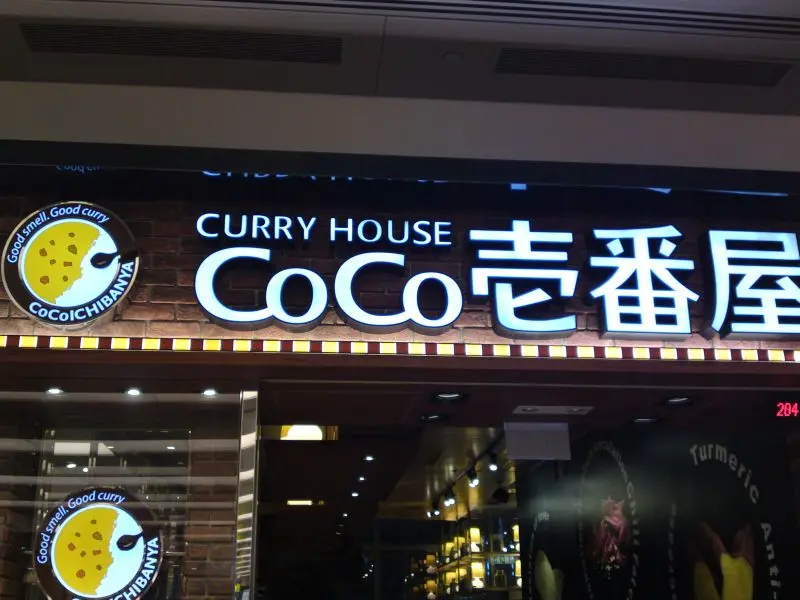 Good smell. Good curry
CoCoICHIBANYA
CURRY HOUSE
CoCo壱番屋
204
Good smell. Good curry
ICHIBANYA
Turmeric
Anti-